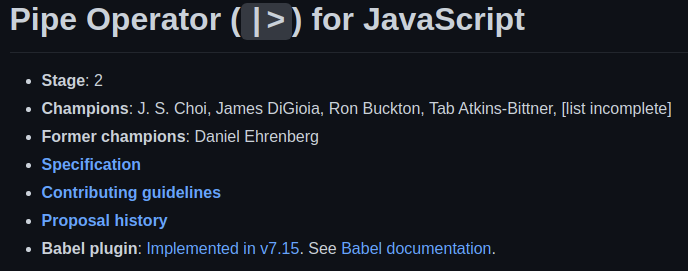 Pipe Operator (|>) for JavaScript
• Stage: 2
• Champions: J. S. Choi, James DiGioia, Ron Buckton, Tab Atkins-Bittner, [list incomplete]
• Former champions: Daniel Ehrenberg
• Specification
• Contributing guidelines
• Proposal history
• Babel plugin: Implemented in v7.15. See Babel documentation.